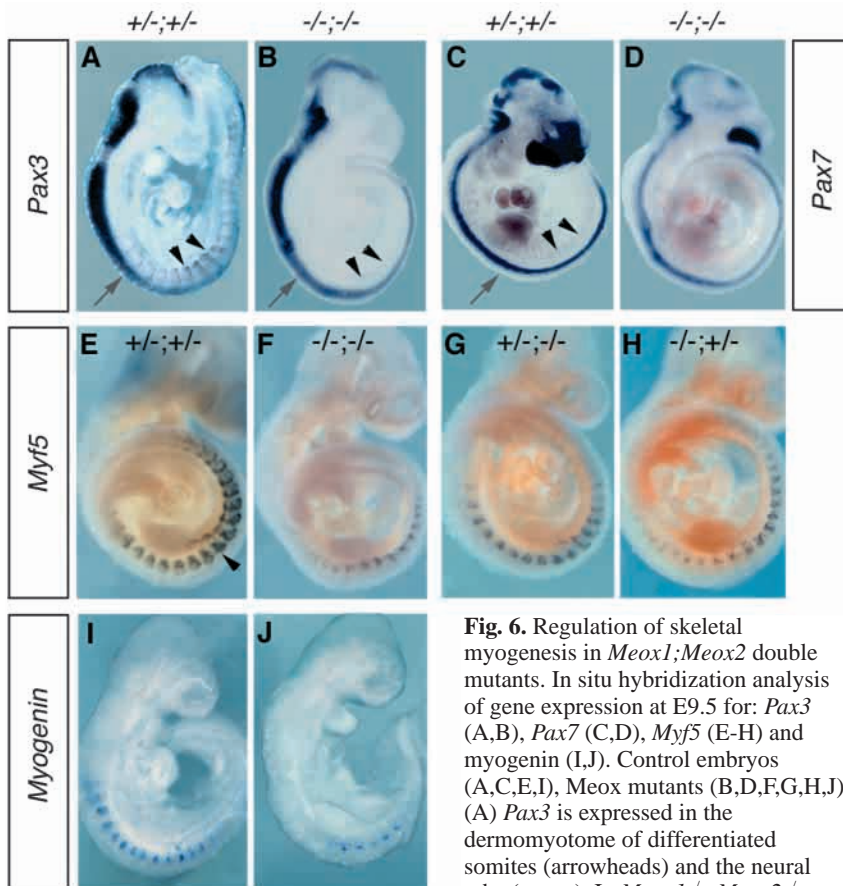 +/-;+/- -/-;-/- +/-;+/- -/-;-/-
A B C D
Pax3
Pax7
E +/-;+/- F -/-;-/- G +/-;-/- H -/-;+/-
Myf5
I J
Myogenin
Fig. 6. Regulation of skeletal
myogenesis in Meox1;Meox2 double
mutants. In situ hybridization analysis
of gene expression at E9.5 for: Pax3
(A,B), Pax7 (C,D), Myf5 (E-H) and
myogenin (I,J). Control embryos
(A,C,E,I), Meox mutants (B,D,F,G,H,J)
(A) Pax3 is expressed in the
dermomyotome of differentiated
somites (arrowheads) and the neural